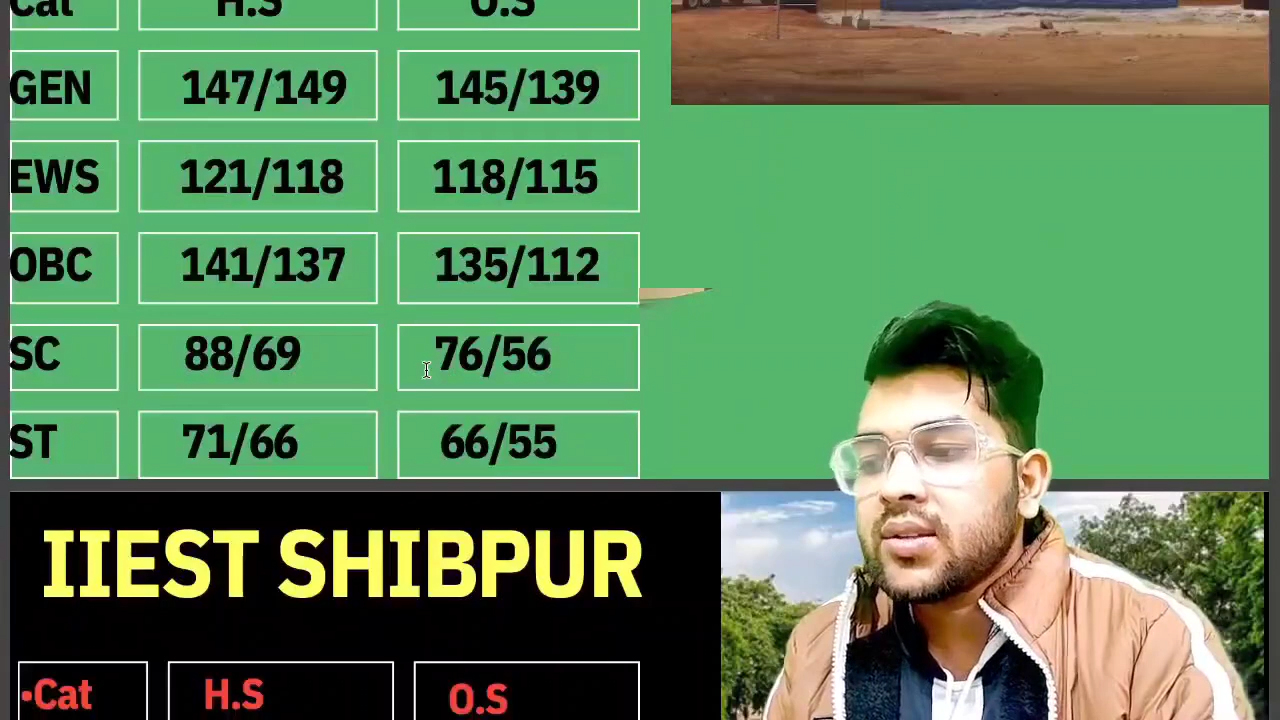 Cat H.S O.S
GEN 147/149 145/139
EWS 121/118 118/115
OBC 141/137 135/112
SC 88/69 76/56
ST 71/66 66/55
IIEST SHIBPUR
•Cat H.S O.S